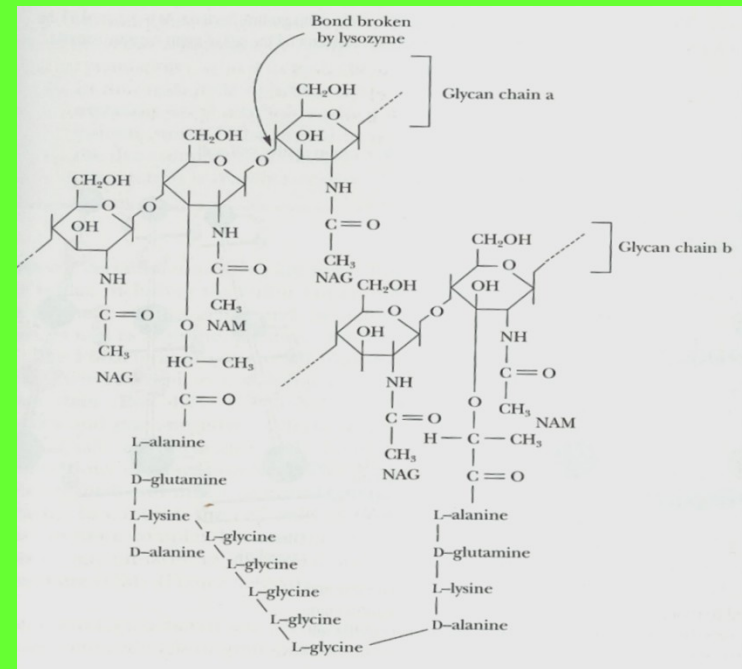 Bond broken
by lysozyme
Glycan chain a
CH₂OH
O
OH
O
NH
C=O
CH₃
NAG
CH₂OH
O
O
NH
C=O
CH₃
NAM
O
HC—CH₃
C=O
CH₂OH
O
OH
NH
C=O
CH₃
NAG
L–alanine
D–glutamine
L–lysine
D–alanine
L–glycine
L–glycine
L–glycine
L–glycine
L–glycine
Glycan chain b
CH₂OH
O
OH
NH
C=O
CH₃
NAM
O
H—C—CH₃
C=O
CH₂OH
O
OH
O
NH
C=O
CH₃
NAG
L–alanine
D–glutamine
L–lysine
D–alanine